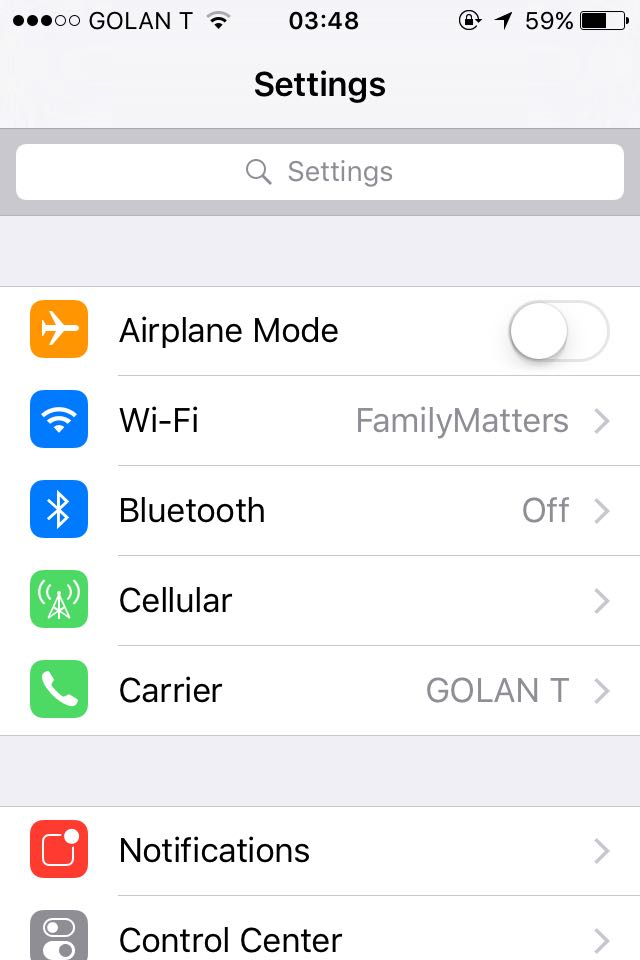 GOLAN T 03:48 59%
Settings
Settings
Airplane Mode
Wi-Fi FamilyMatters
Bluetooth Off
Cellular
Carrier GOLAN T
Notifications
Control Center